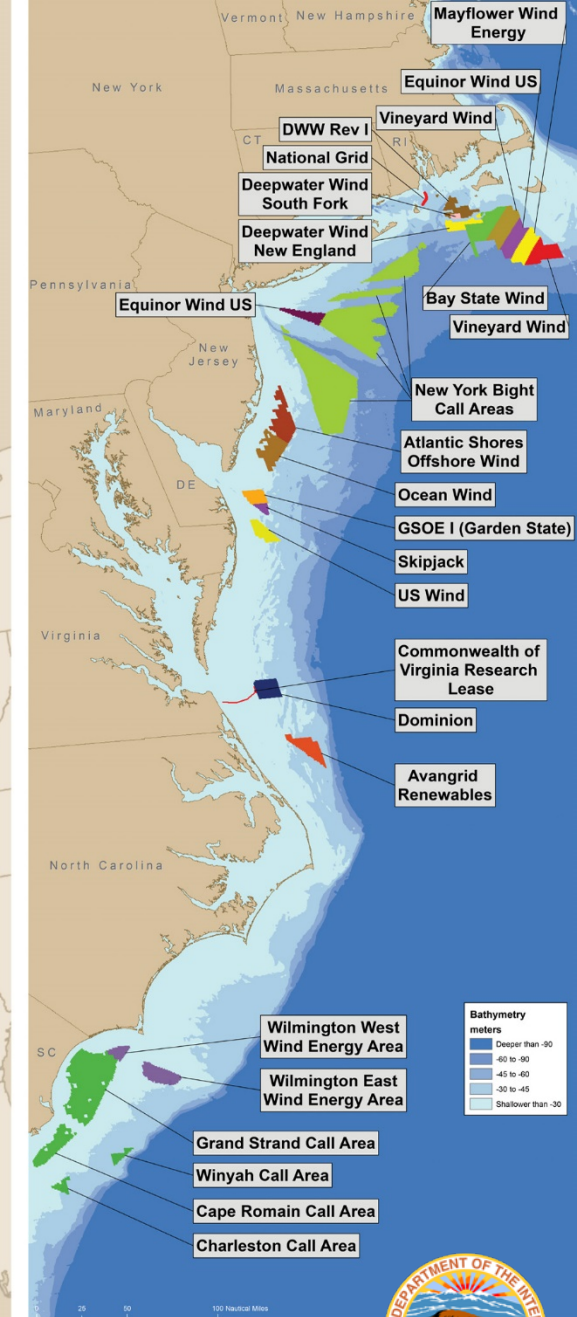 Vermont
New Hampshire
Mayflower Wind
Energy
New York
Massachusetts
Equinor Wind US
Vineyard Wind
DWW Rev I
CT
RI
National Grid
Deepwater Wind
South Fork
Deepwater Wind
New England
Pennsylvania
Equinor Wind US
Bay State Wind
Vineyard Wind
New
Jersey
New York Bight
Call Areas
Maryland
Atlantic Shores
Offshore Wind
DE
Ocean Wind
GSOE I (Garden State)
Skipjack
US Wind
Virginia
Commonwealth of
Virginia Research
Lease
Dominion
Avangrid
Renewables
North Carolina
Bathymetry
meters
Deeper than -90
-60 to -90
-45 to -60
-30 to -45
Shallower than -30
SC
Wilmington West
Wind Energy Area
Wilmington East
Wind Energy Area
Grand Strand Call Area
Winyah Call Area
Cape Romain Call Area
Charleston Call Area
DEPARTMENT OF THE INTE
0 25 50 100 Nautical Miles